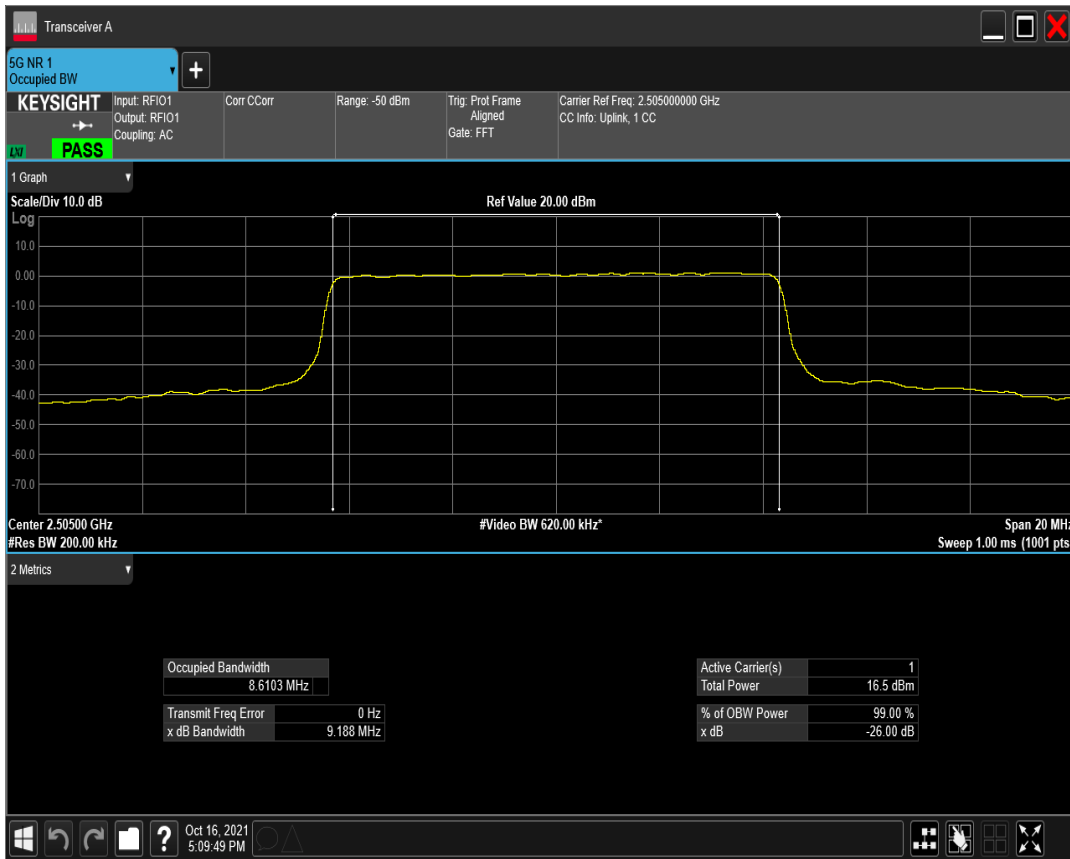 Transceiver A
5G NR 1
Occupied BW
+
KEYSIGHT
LXI
PASS
Input: RFIO1
Output: RFIO1
Coupling: AC
Corr CCorr
Range: -50 dBm
Trig: Prot Frame
Aligned
Gate: FFT
Carrier Ref Freq: 2.505000000 GHz
CC Info: Uplink, 1 CC
1 Graph
Scale/Div 10.0 dB
Ref Value 20.00 dBm
Log
10.0
0.00
-10.0
-20.0
-30.0
-40.0
-50.0
-60.0
-70.0
Center 2.50500 GHz
#Video BW 620.00 kHz*
Span 20 MHz
#Res BW 200.00 kHz
Sweep 1.00 ms (1001 pts
2 Metrics
Occupied Bandwidth
8.6103 MHz
Transmit Freq Error 0 Hz
x dB Bandwidth 9.188 MHz
Active Carrier(s) 1
Total Power 16.5 dBm
% of OBW Power 99.00 %
x dB -26.00 dB
?
Oct 16, 2021
5:09:49 PM